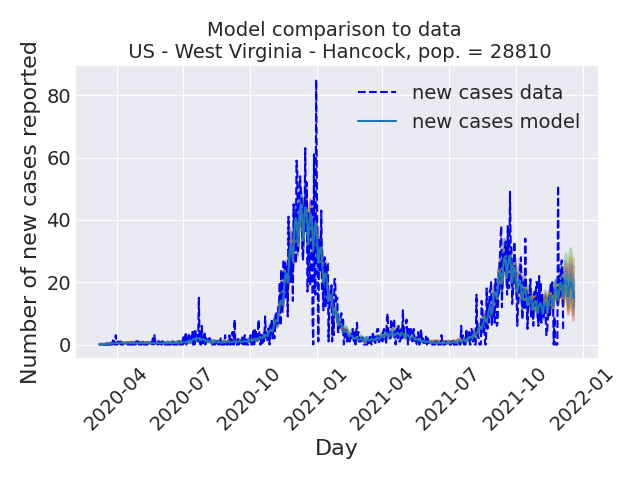 Model comparison to data
US - West Virginia - Hancock, pop. = 28810
Number of new cases reported
80
60
40
20
0
new cases data
new cases model
2020-04
2020-07
2020-10
2021-01
2021-04
2021-07
2021-10
2022-01
Day